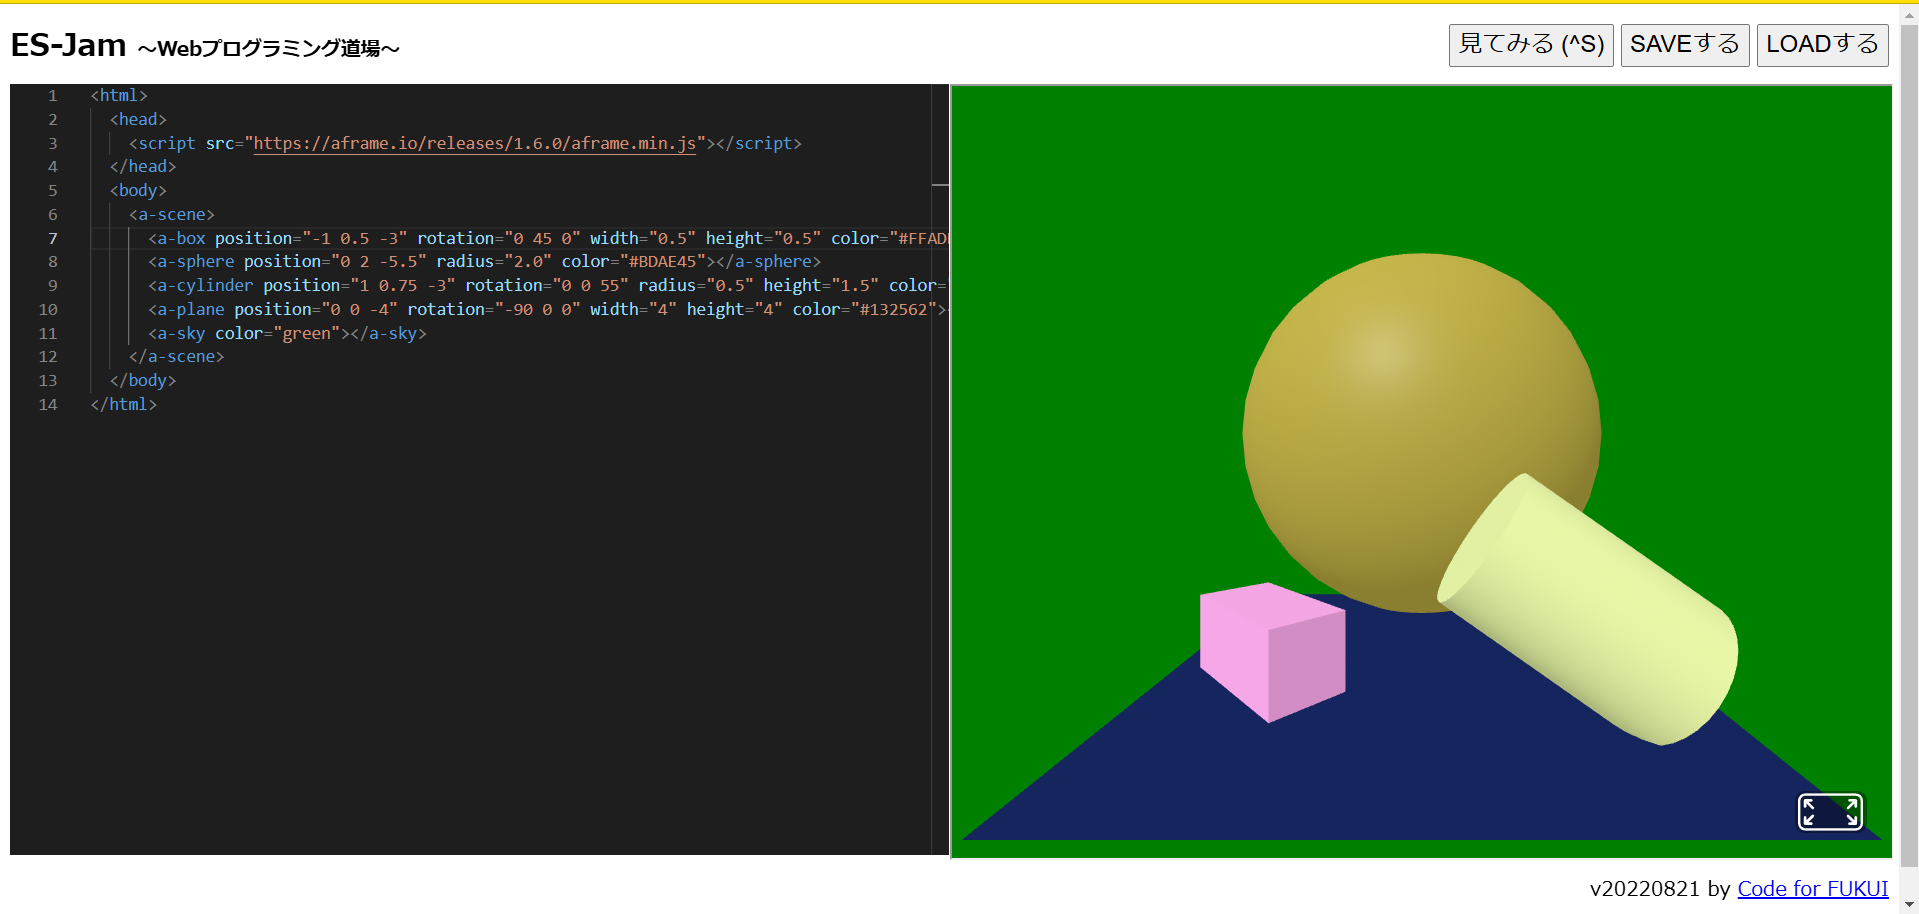 ES-Jam ～Webプログラミング道場～
見てみる (^S) SAVEする LOADする
1 <html>
2 <head>
3 <script src="https://aframe.io/releases/1.6.0/aframe.min.js"></script>
4 </head>
5 <body>
6 <a-scene>
7 <a-box position="-1 0.5 -3" rotation="0 45 0" width="0.5" height="0.5" color="#FFAD
8 <a-sphere position="0 2 -5.5" radius="2.0" color="#BDAE45"></a-sphere>
9 <a-cylinder position="1 0.75 -3" rotation="0 0 55" radius="0.5" height="1.5" color=
10 <a-plane position="0 0 -4" rotation="-90 0 0" width="4" height="4" color="#132562"><
11 <a-sky color="green"></a-sky>
12 </a-scene>
13 </body>
14 </html>
v20220821 by Code for FUKUI